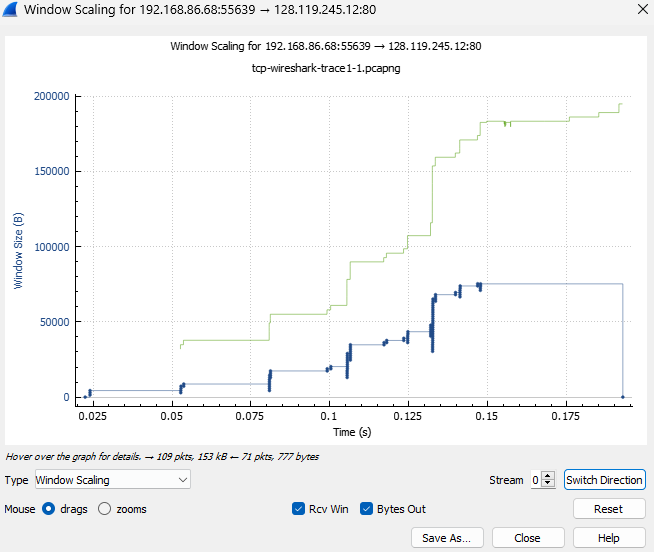 Window Scaling for 192.168.86.68:55639 → 128.119.245.12:80
Window Scaling for 192.168.86.68:55639 → 128.119.245.12:80
tcp-wireshark-trace1-1.pcapng
200000
150000
100000
50000
0
Window Size (B)
0.025 0.05 0.075 0.1 0.125 0.15 0.175
Time (s)
Hover over the graph for details. → 109 pkts, 153 kB ← 71 pkts, 777 bytes
Type Window Scaling Stream 0 Switch Direction
Mouse drags zooms Rcv Win Bytes Out Reset
Save As... Close Help